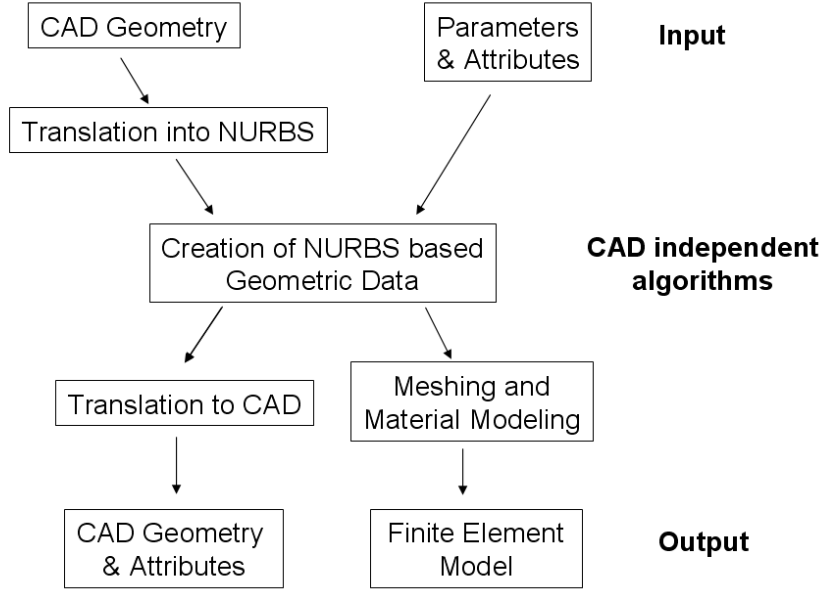 CAD Geometry
Parameters
& Attributes
Input
Translation into NURBS
Creation of NURBS based
Geometric Data
CAD independent
algorithms
Translation to CAD
Meshing and
Material Modeling
CAD Geometry
& Attributes
Finite Element
Model
Output